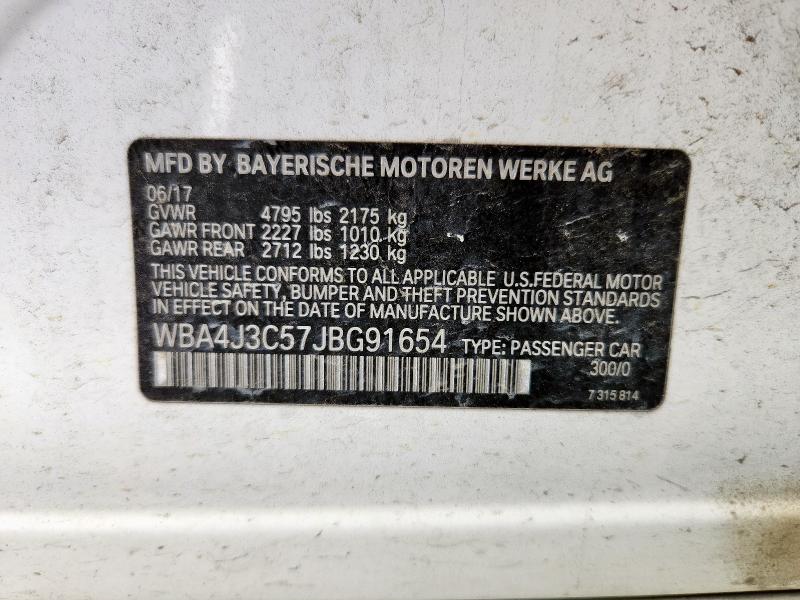 MFD BY BAYERISCHE MOTOREN WERKE AG
06/17
GVWR 4795 lbs 2175 kg
GAWR FRONT 2227 lbs 1010 kg
GAWR REAR 2712 lbs 1230 kg
THIS VEHICLE CONFORMS TO ALL APPLICABLE U.S.FEDERAL MOTOR
VEHICLE SAFETY, BUMPER AND THEFT PREVENTION STANDARDS
IN EFFECT ON THE DATE OF MANUFACTURE SHOWN ABOVE.
WBA4J3C57JBG91654 TYPE: PASSENGER CAR
300/0
7 315 814